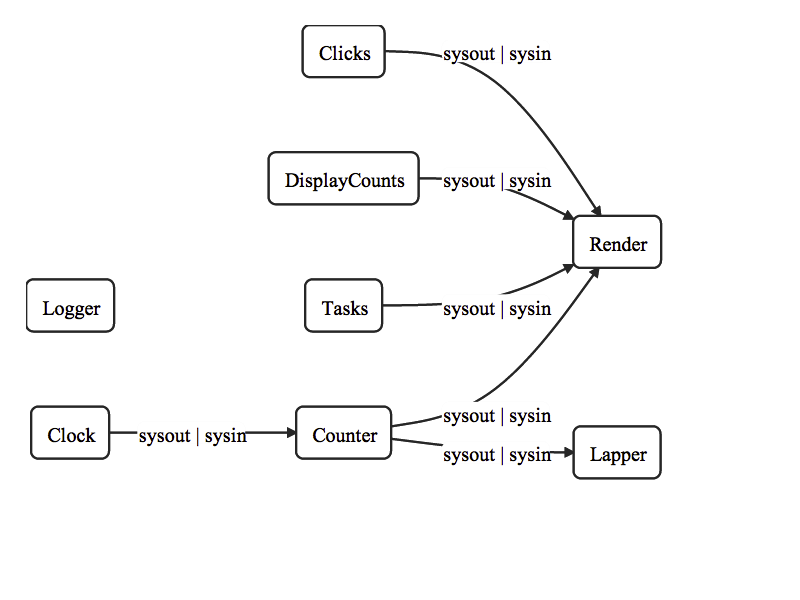 Clicks
sysout | sysin
DisplayCounts
sysout | sysin
Render
Logger
Tasks
sysout | sysin
Clock
sysout | sysin
Counter
sysout | sysin
sysout | sysin
Lapper